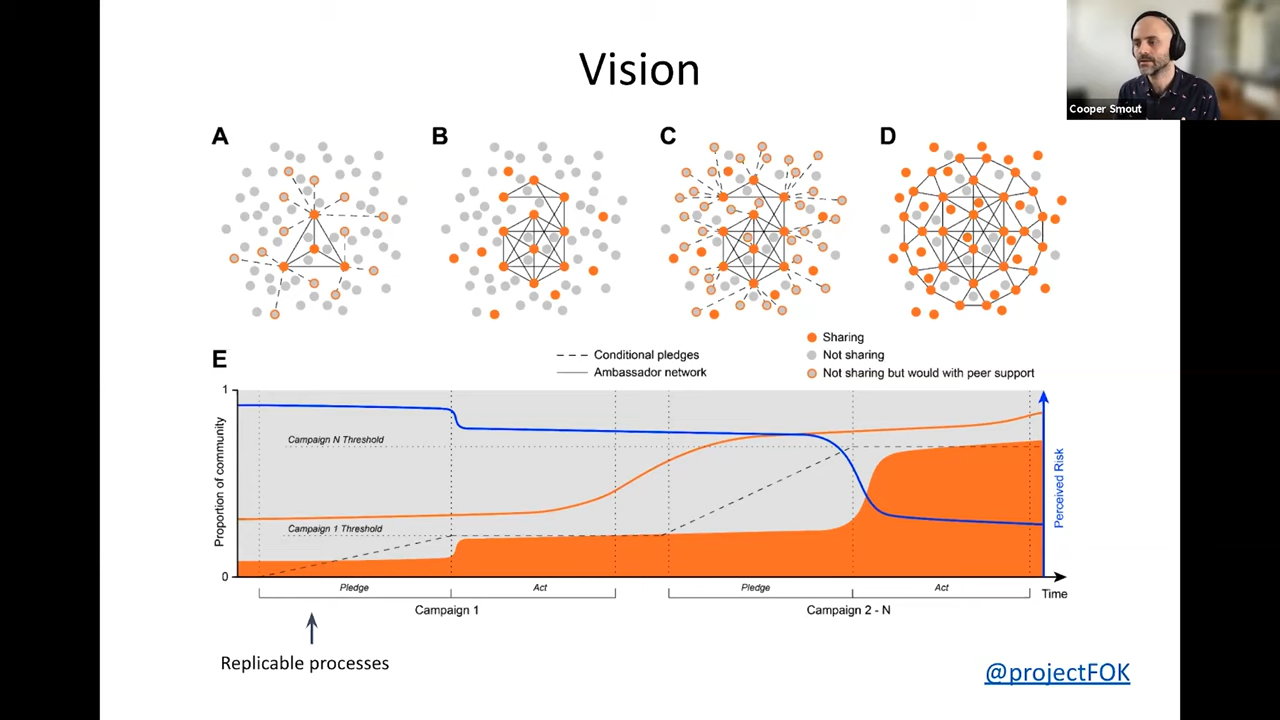 Vision
Cooper Smout
A
B
C
D
Sharing
Not sharing
Not sharing but would with peer support
Conditional pledges
Ambassador network
E
1
Proportion of community
0
Campaign N Threshold
Campaign 1 Threshold
Perceived Risk
Pledge
Act
Pledge
Act
Time
Campaign 1
Campaign 2 - N
Replicable processes
@projectFOK